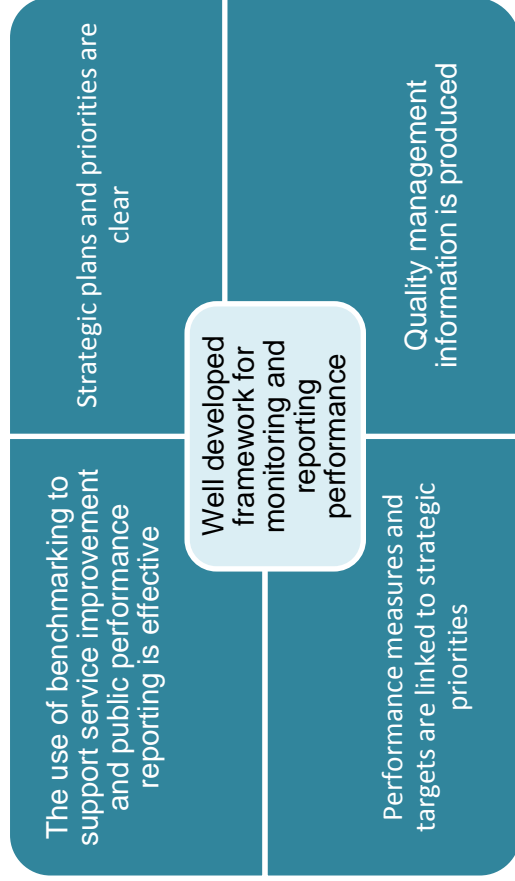 The use of benchmarking to
support service improvement
and public performance
reporting is effective
Strategic plans and priorities are
clear
Well developed
framework for
monitoring and
reporting
performance
Performance measures and
targets are linked to strategic
priorities
Quality management
information is produced